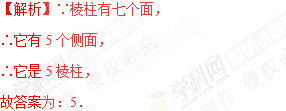 【解析】∵棱柱有七个面，
∴它有 5 个侧面，
∴它是 5 棱柱，
故答案为：5．